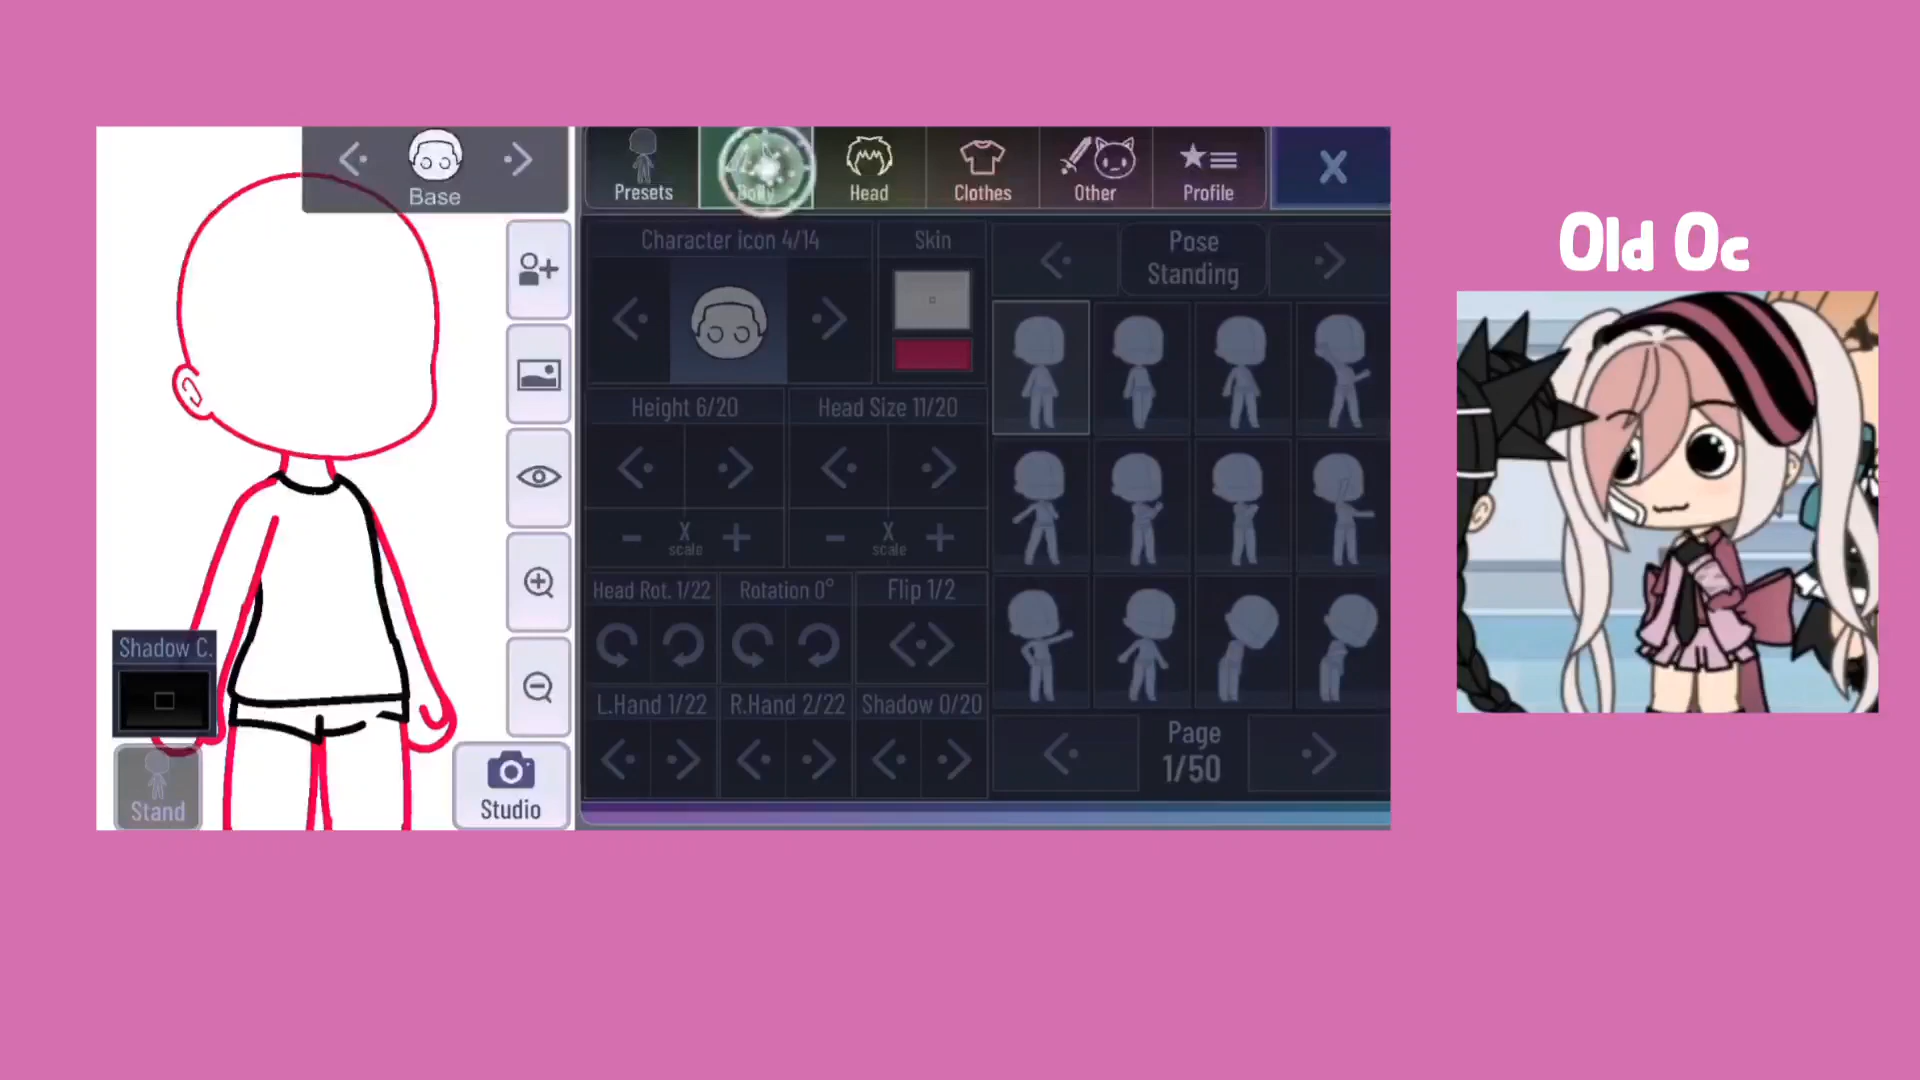 Base
Presets
Body
Head
Clothes
Other
Profile
X
Character icon 4/14
Skin
Pose
Standing
Height 6/20
Head Size 11/20
X
scale
X
scale
Head Rot. 1/22
Rotation 0°
Flip 1/2
L.Hand 1/22
R.Hand 2/22
Shadow 0/20
Page
1/50
Shadow C.
Stand
Studio
Old Oc